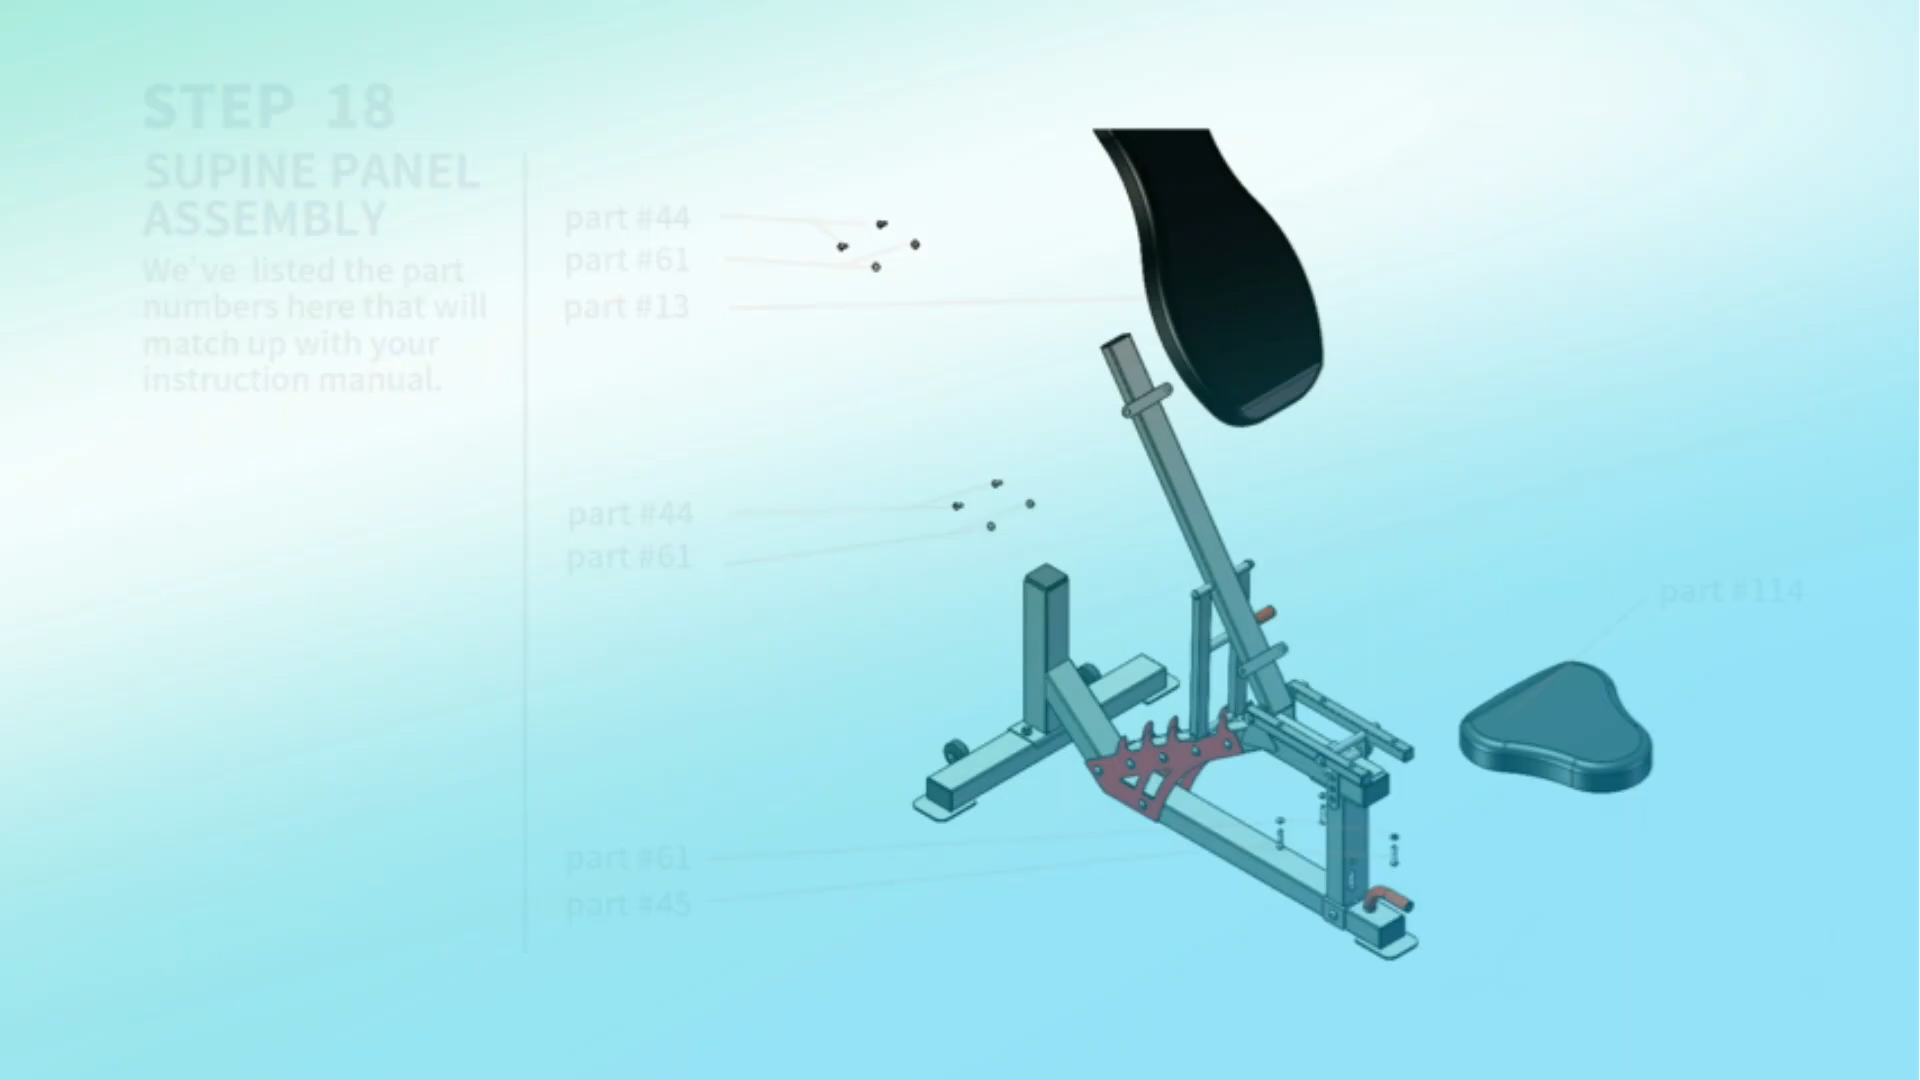 STEP 18
SUPINE PANEL
ASSEMBLY
We've listed the part
numbers here that will
match up with your
instruction manual.
part #44
part #61
part #13
part #44
part #61
part #114
part #61
part #45